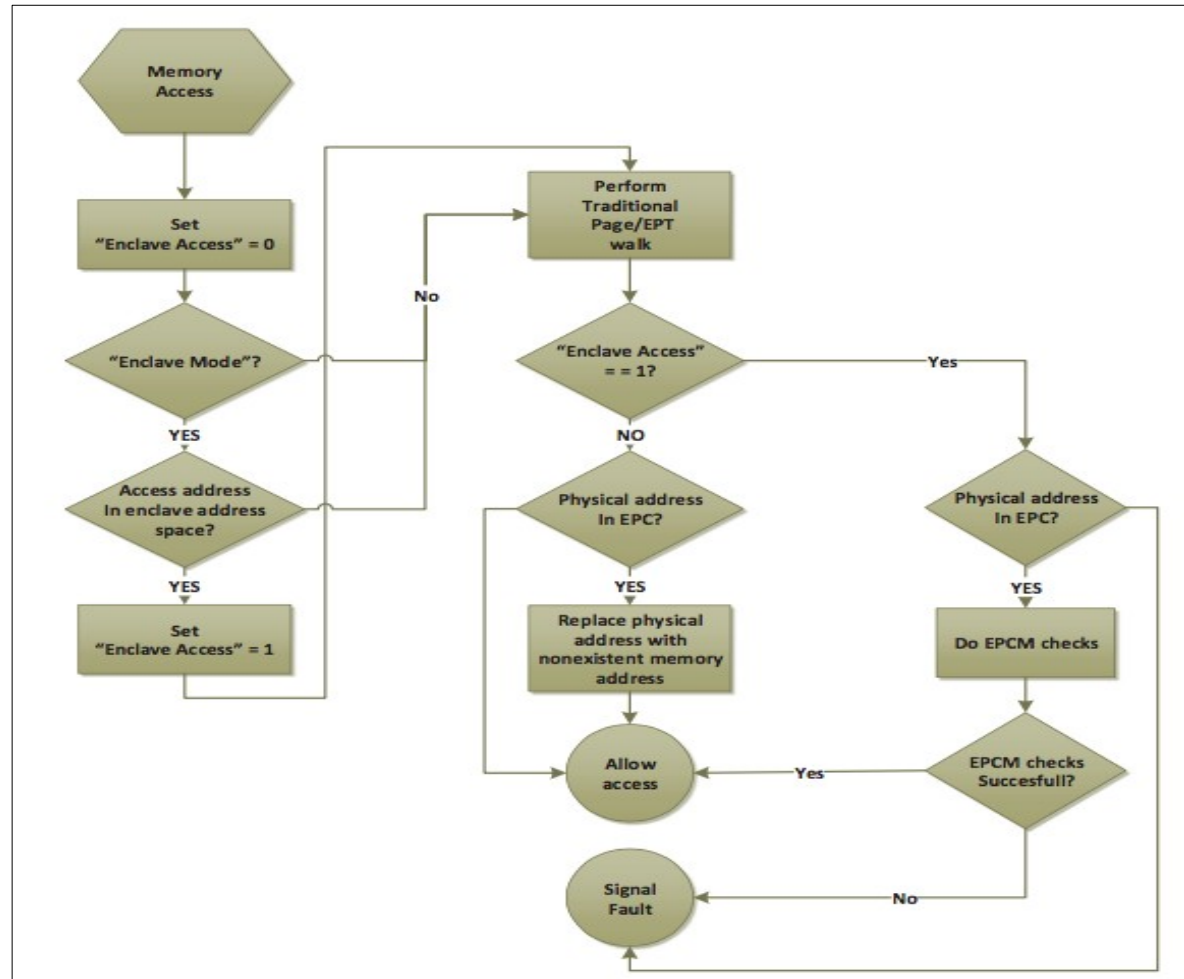 Memory
Access
Set
“Enclave Access” = 0
“Enclave Mode”?
YES
Access address
In enclave address
space?
YES
Set
“Enclave Access” = 1
No
Perform
Traditional
Page/EPT
walk
“Enclave Access”
= = 1?
NO
Yes
Physical address
In EPC?
YES
Replace physical
address with
nonexistent memory
address
Allow
access
Physical address
In EPC?
YES
Do EPCM checks
EPCM checks
Succesfull?
Yes
No
Signal
Fault